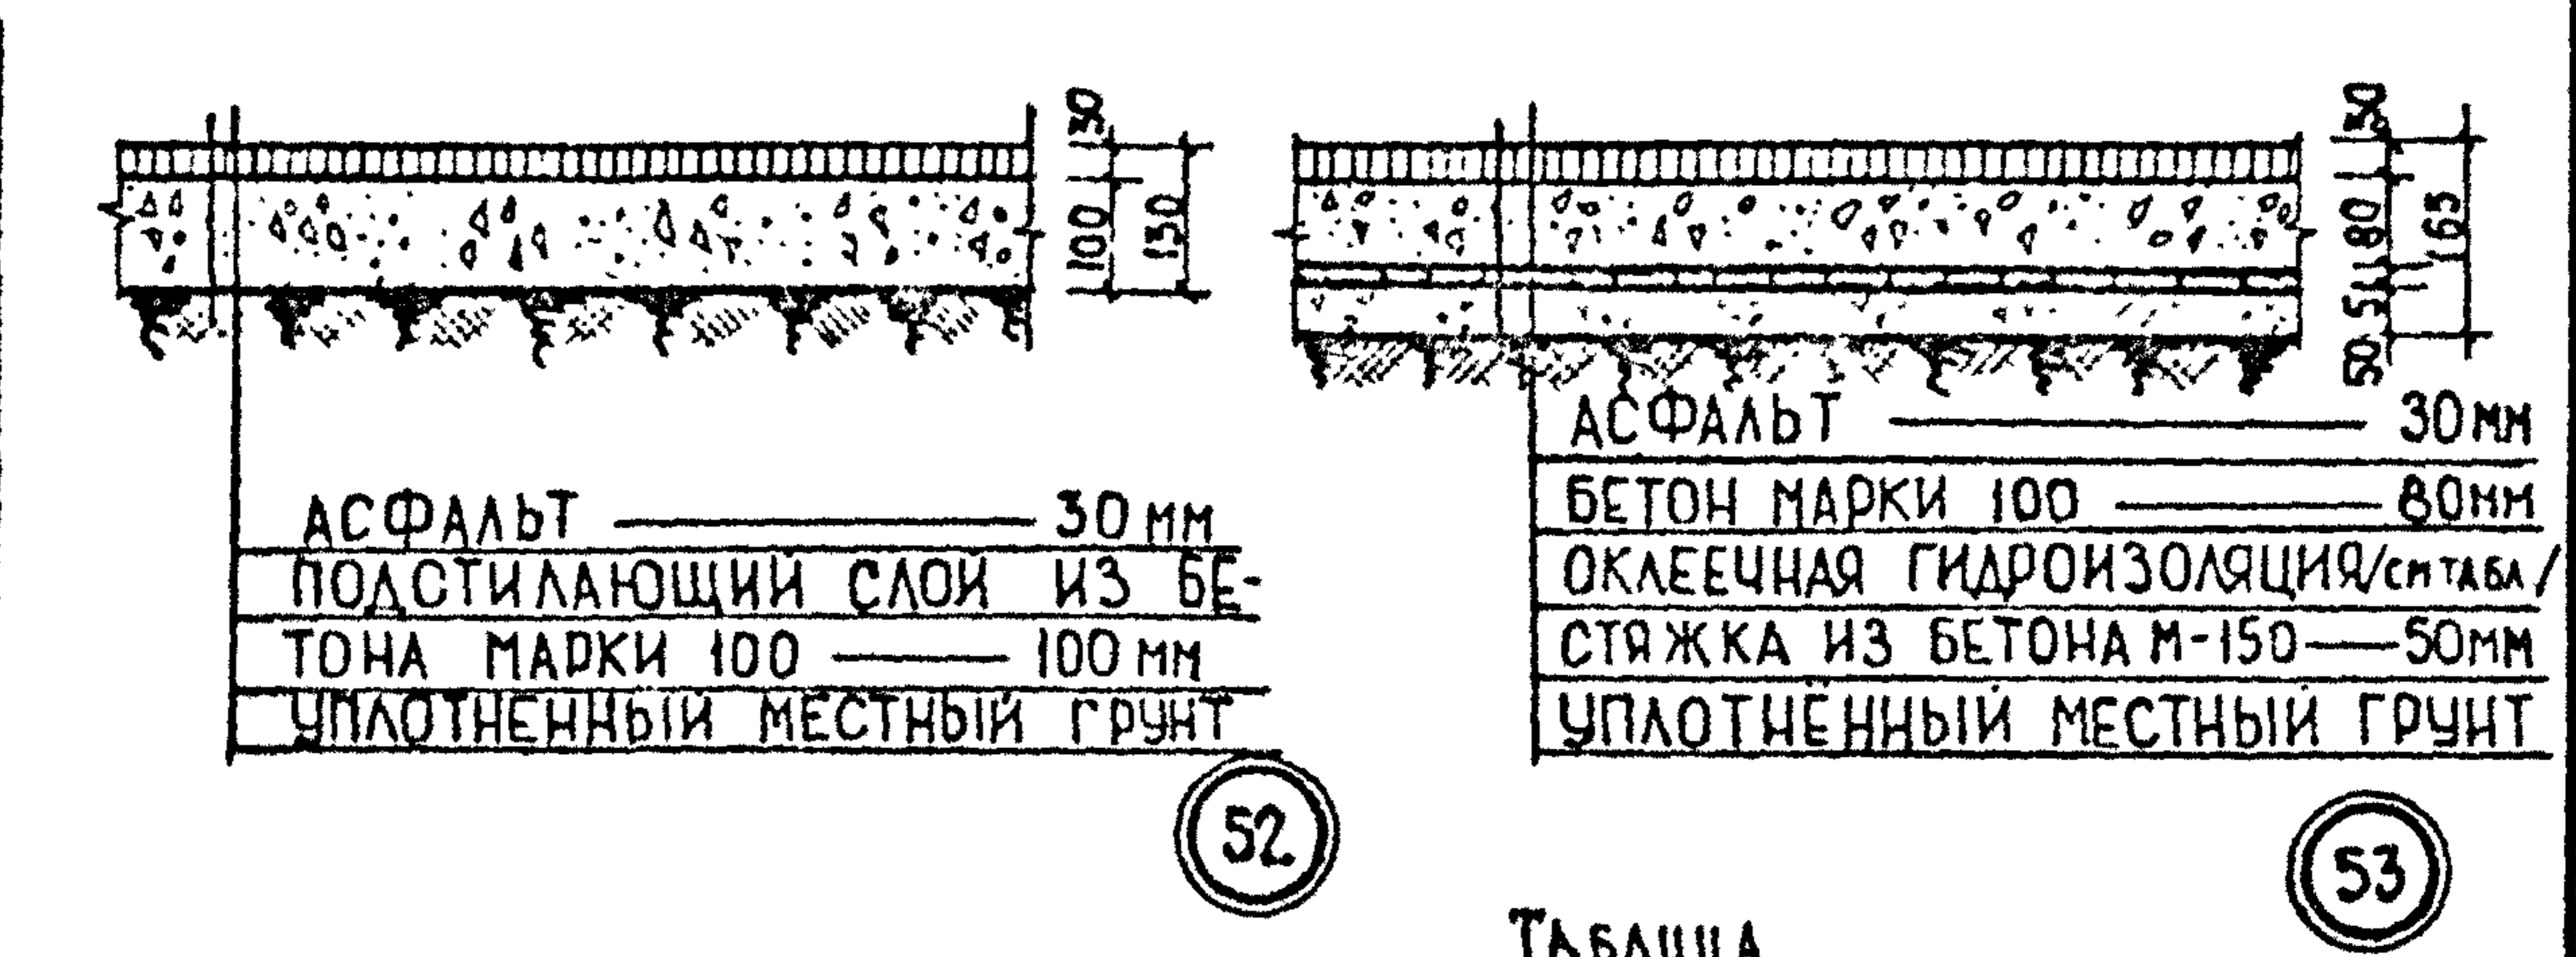 30
100
150
АСФАЛЬТ — 30 мм
ПОДСТИЛАЮЩИЙ СЛОЙ ИЗ БЕ-
ТОНА МАРКИ 100 — 100 мм
УПЛОТНЕННЫЙ МЕСТНЫЙ ГРУНТ
52
30
80
5
50
165
АСФАЛЬТ — 30 мм
БЕТОН МАРКИ 100 — 80 мм
ОКЛЕЕЧНАЯ ГИДРОИЗОЛЯЦИЯ /СМ ТАБЛ/
СТЯЖКА ИЗ БЕТОНА М-150 — 50 мм
УПЛОТНЁННЫЙ МЕСТНЫЙ ГРУНТ
53
ТАБЛИЦА